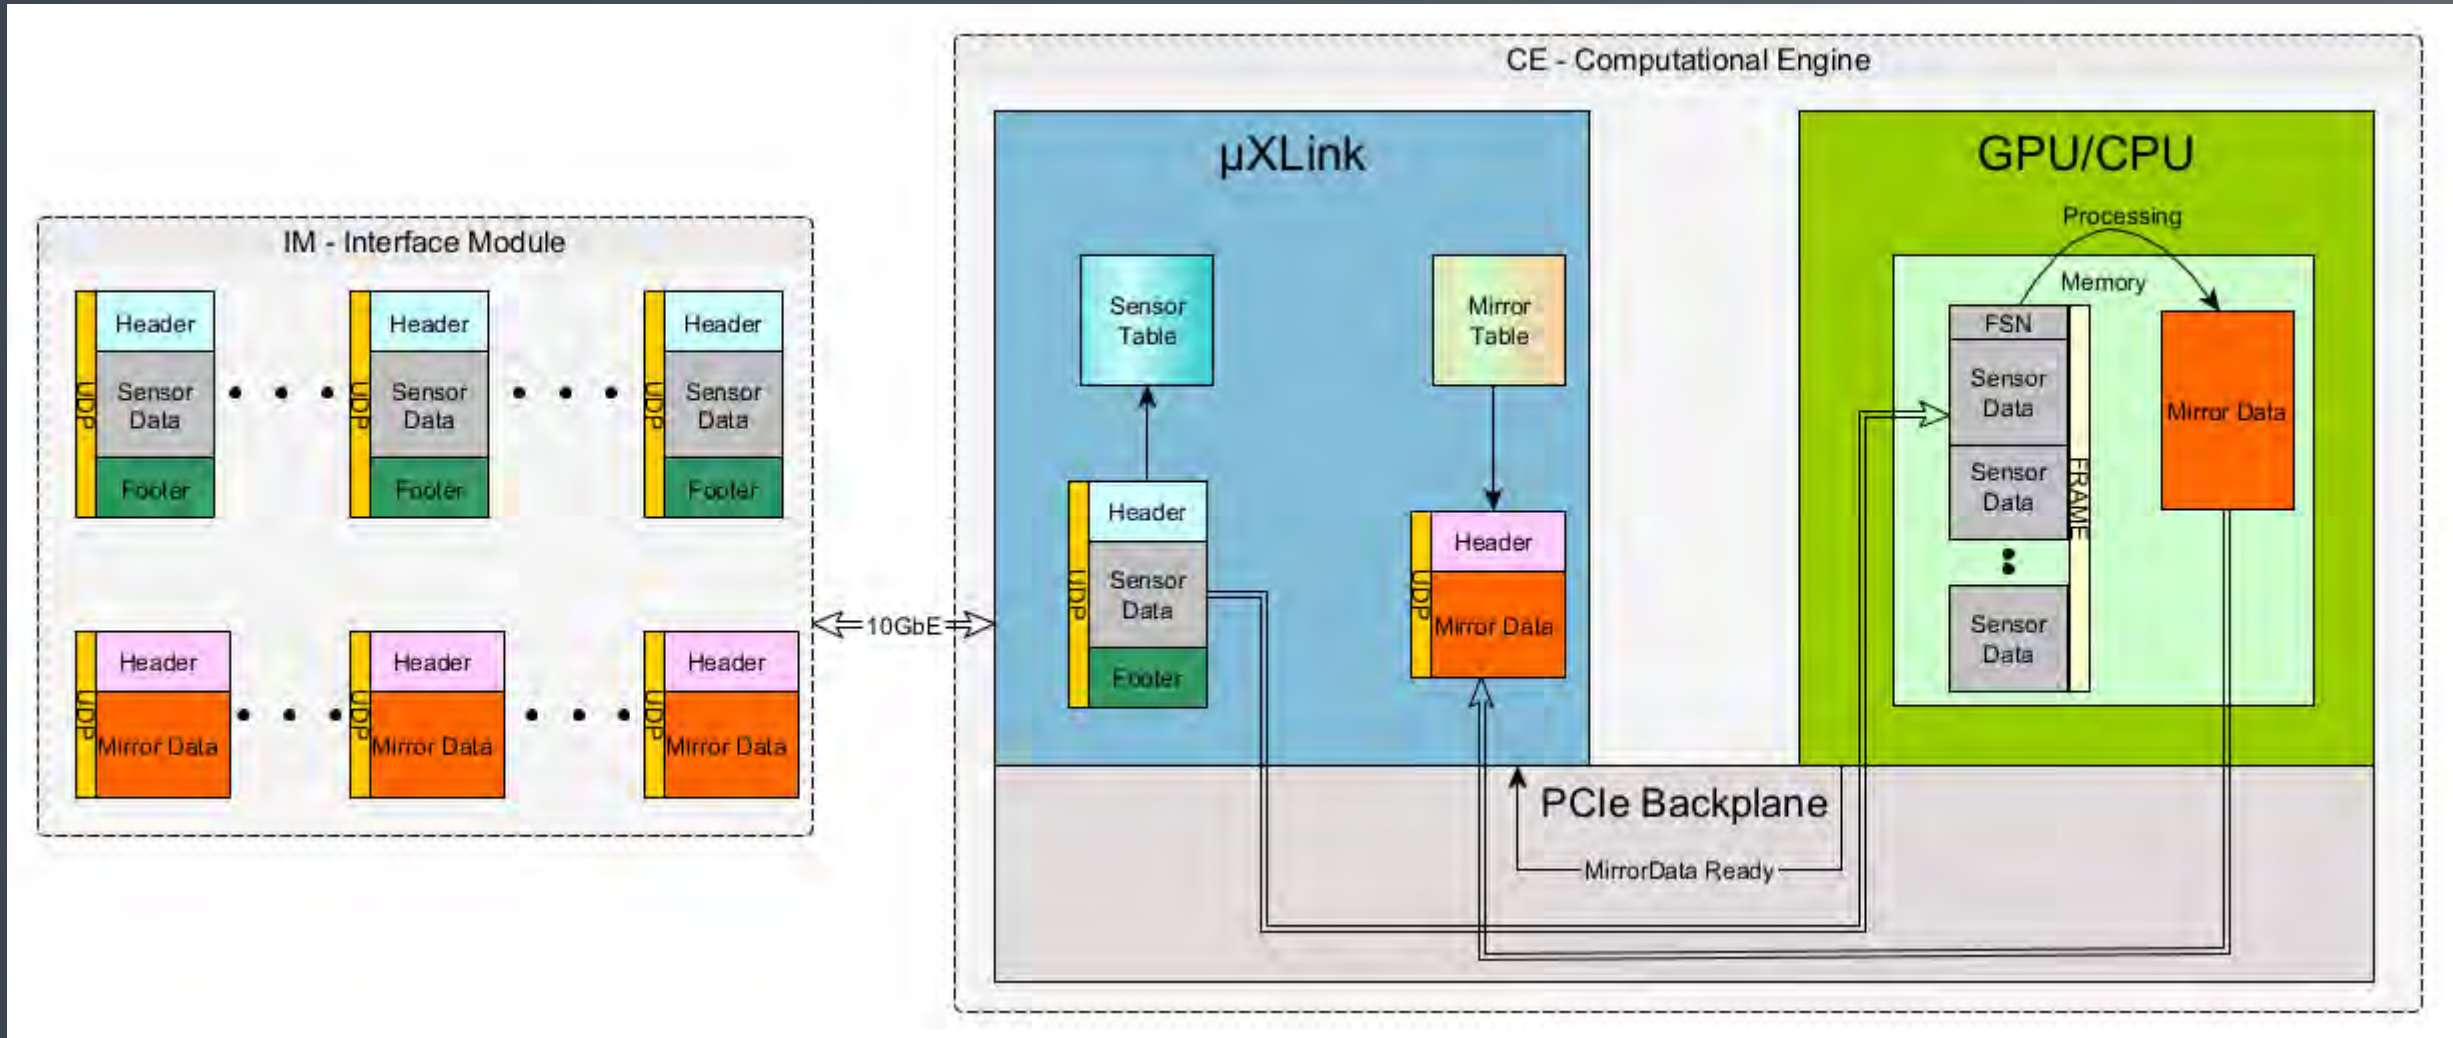 CE - Computational Engine
µXLink
GPU/CPU
Processing
IM - Interface Module
Memory
Sensor
Table
Mirror
Table
Header
Header
Header
FSN
UDP
Sensor
Data
UDP
Sensor
Data
UDP
Sensor
Data
Sensor
Data
Mirror Data
Footer
Footer
Footer
Sensor
Data
FRAME
Header
Header
UDP
Sensor
Data
UDP
Mirror Data
Footer
Sensor
Data
10GbE
Header
Header
Header
UDP
Mirror Data
UDP
Mirror Data
UDP
Mirror Data
PCIe Backplane
MirrorData Ready